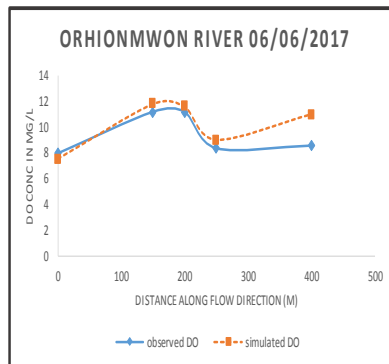 ORHIONMWON RIVER 06/06/2017
DO CONC IN MG/L
14
12
10
8
6
4
2
0
0 100 200 300 400 500
DISTANCE ALONG FLOW DIRECTION (M)
observed DO simulated DO